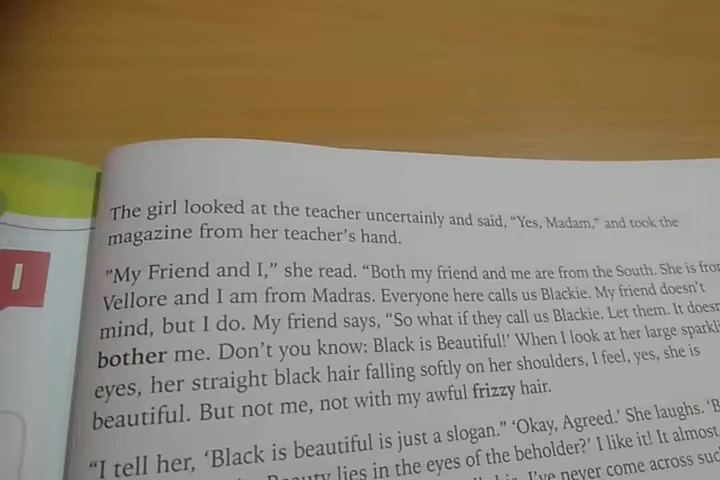 The girl looked at the teacher uncertainly and said, “Yes, Madam,” and took the
magazine from her teacher’s hand.
”My Friend and I,” she read. “Both my friend and me are from the South. She is from
Vellore and I am from Madras. Everyone here calls us Blackie. My friend doesn’t
mind, but I do. My friend says, “So what if they call us Blackie. Let them. It doesn
bother me. Don’t you know: Black is Beautiful!’ When I look at her large sparkli
eyes, her straight black hair falling softly on her shoulders, I feel, yes, she is
beautiful. But not me, not with my awful frizzy hair.
“I tell her, ‘Black is beautiful is just a slogan.” ‘Okay, Agreed.’ She laughs. ‘B
Beauty lies in the eyes of the beholder?’ I like it! It almost
I’ve never come across suc